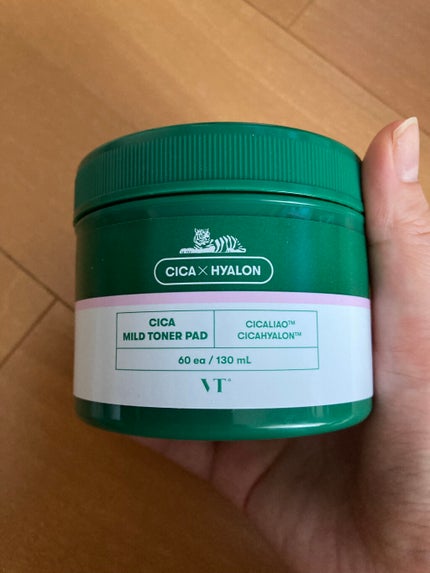 CICA × HYALON
CICA
MILD TONER PAD
CICALIAO™
CICAHYALON™
60 ea / 130 mL
VT®